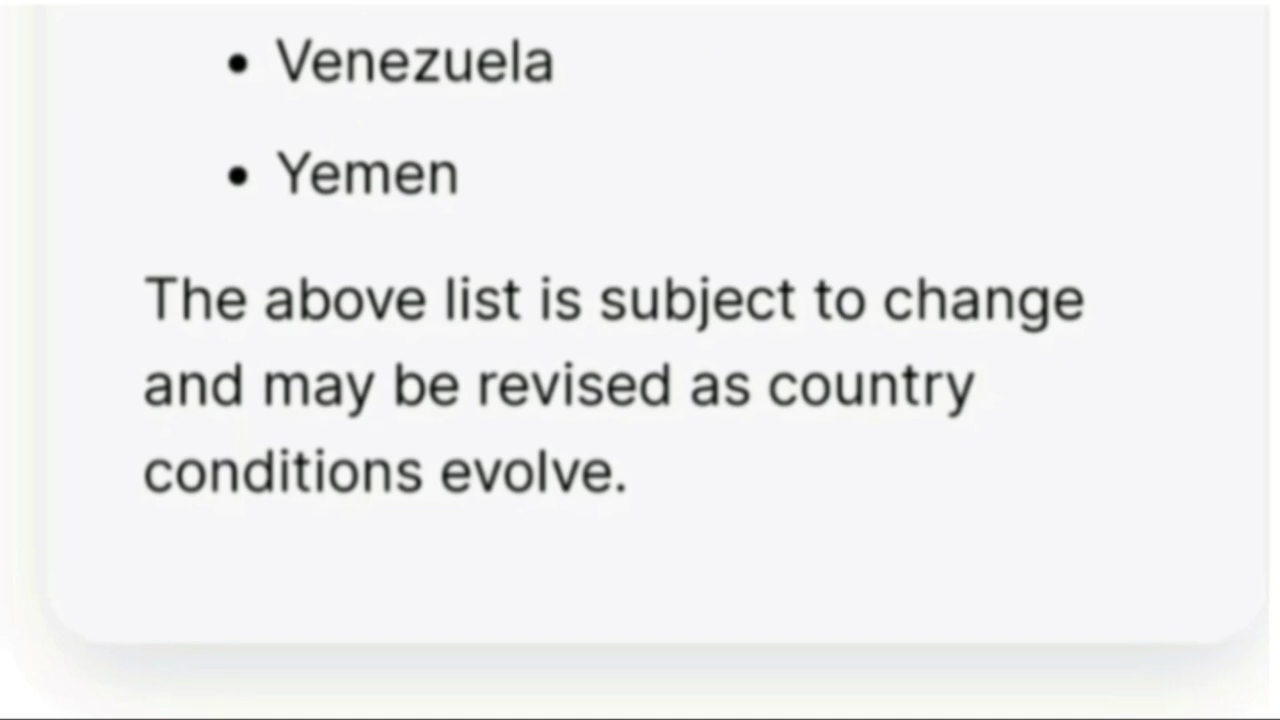 • Venezuela
• Yemen
The above list is subject to change
and may be revised as country
conditions evolve.